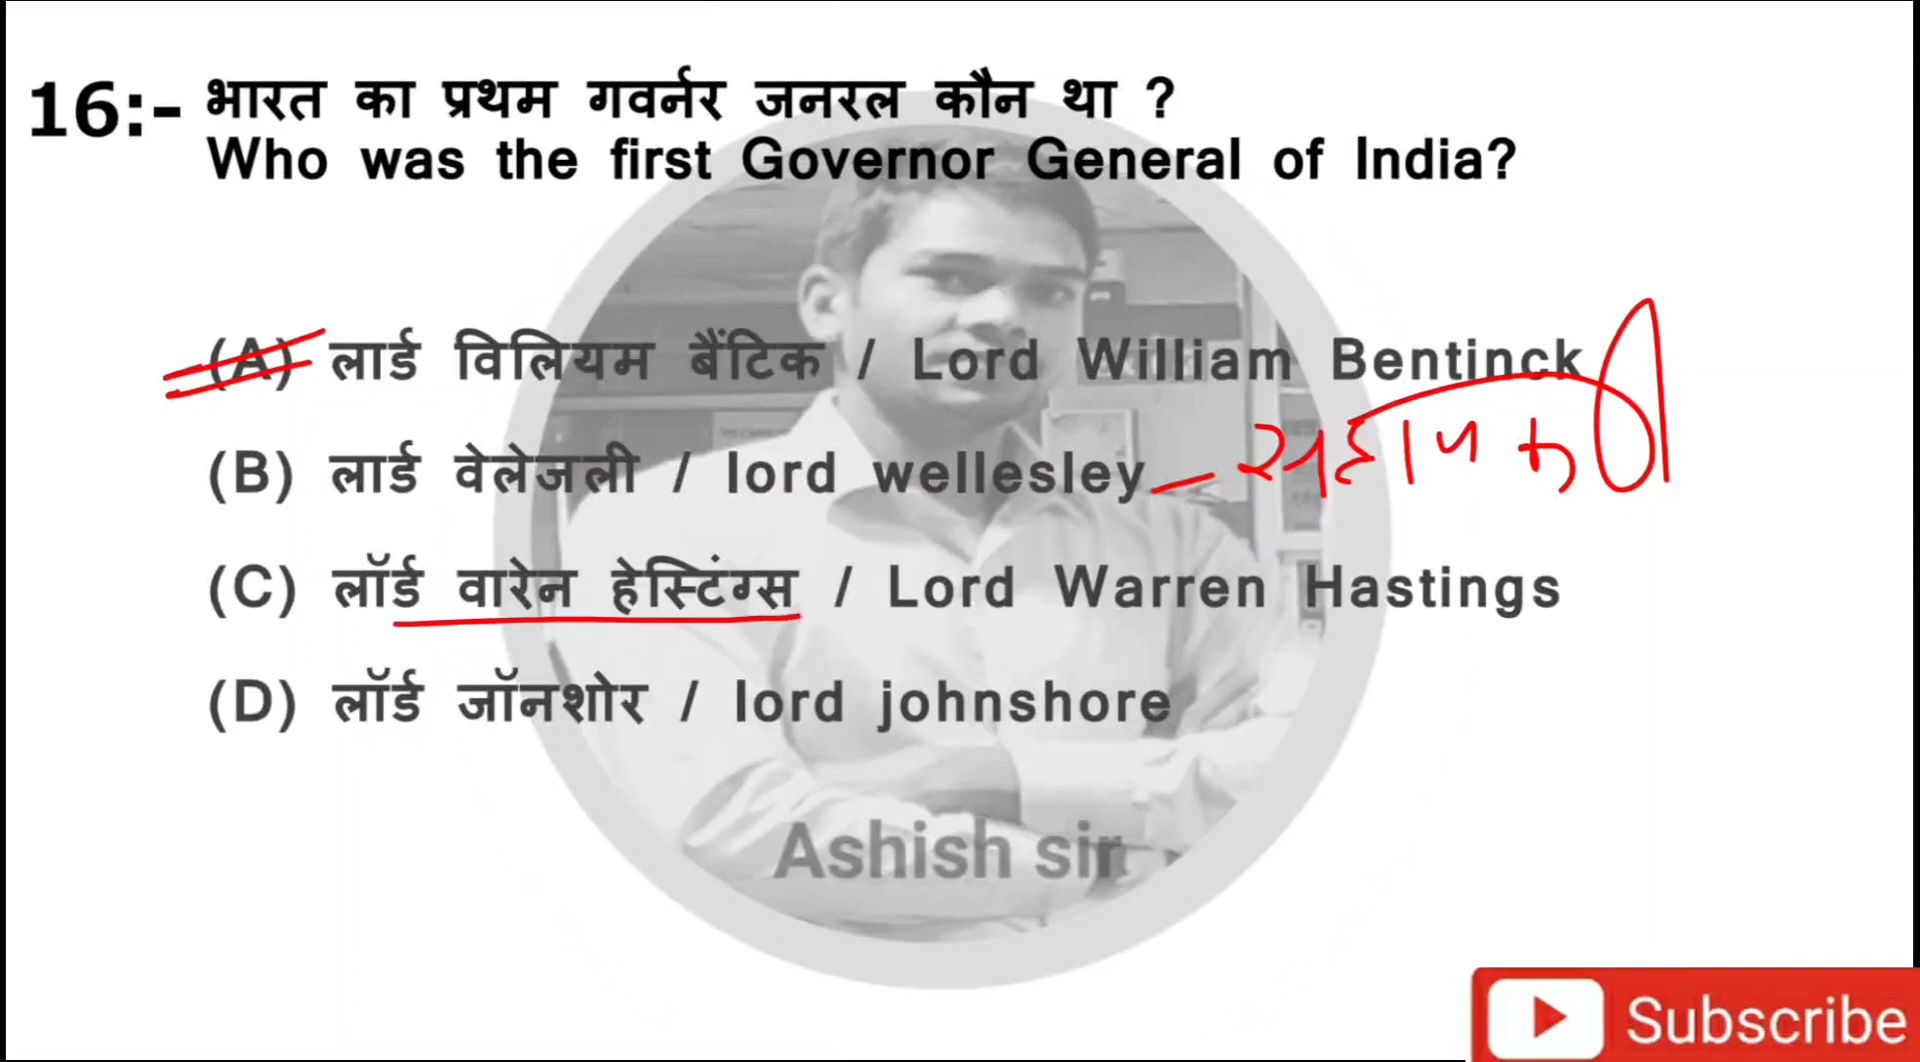 16:- भारत का प्रथम गवर्नर जनरल कौन था ?
Who was the first Governor General of India?
(A) लार्ड विलियम बैंटिक / Lord William Bentinck
(B) लार्ड वेलेजली / lord wellesley
(C) लॉर्ड वारेन हेस्टिंग्स / Lord Warren Hastings
(D) लॉर्ड जॉनशोर / lord johnshore
Ashish sir
Subscribe